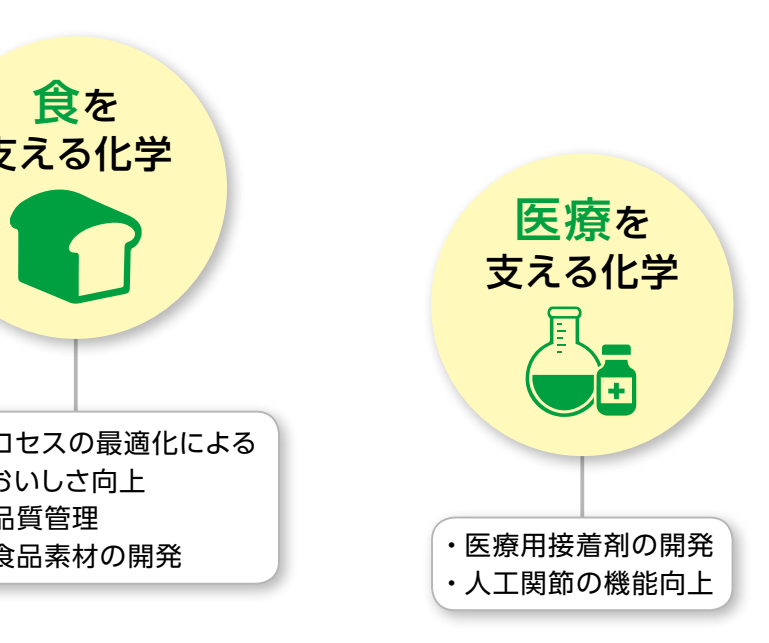 食を
支える化学
ロセスの最適化による
おいしさ向上
品質管理
食品素材の開発
医療を
支える化学
・医療用接着剤の開発
・人工関節の機能向上